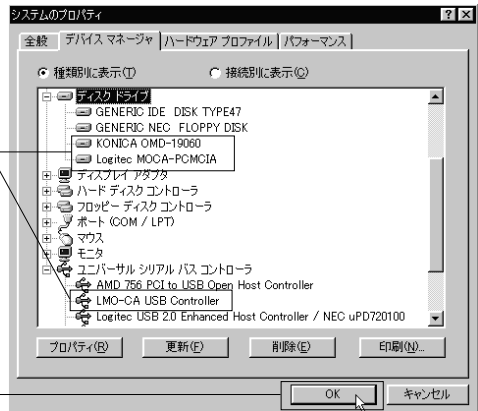 システムのプロパティ
全般 デバイス マネージャ ハードウェア プロファイル パフォーマンス
種類別に表示(T) 接続別に表示(C)
ディスク ドライブ
GENERIC IDE DISK TYPE47
GENERIC NEC FLOPPY DISK
KONICA OMD-19060
Logitec MOCA-PCMCIA
ディスプレイ アダプタ
ハード ディスク コントローラ
フロッピー ディスク コントローラ
ポート (COM / LPT)
マウス
モニタ
ユニバーサル シリアル バス コントローラ
AMD 756 PCI to USB Open Host Controller
LMO-CA USB Controller
Logitec USB 2.0 Enhanced Host Controller / NEC uPD720100
プロパティ(R) 更新(F) 削除(E) 印刷(N)...
OK キャンセル